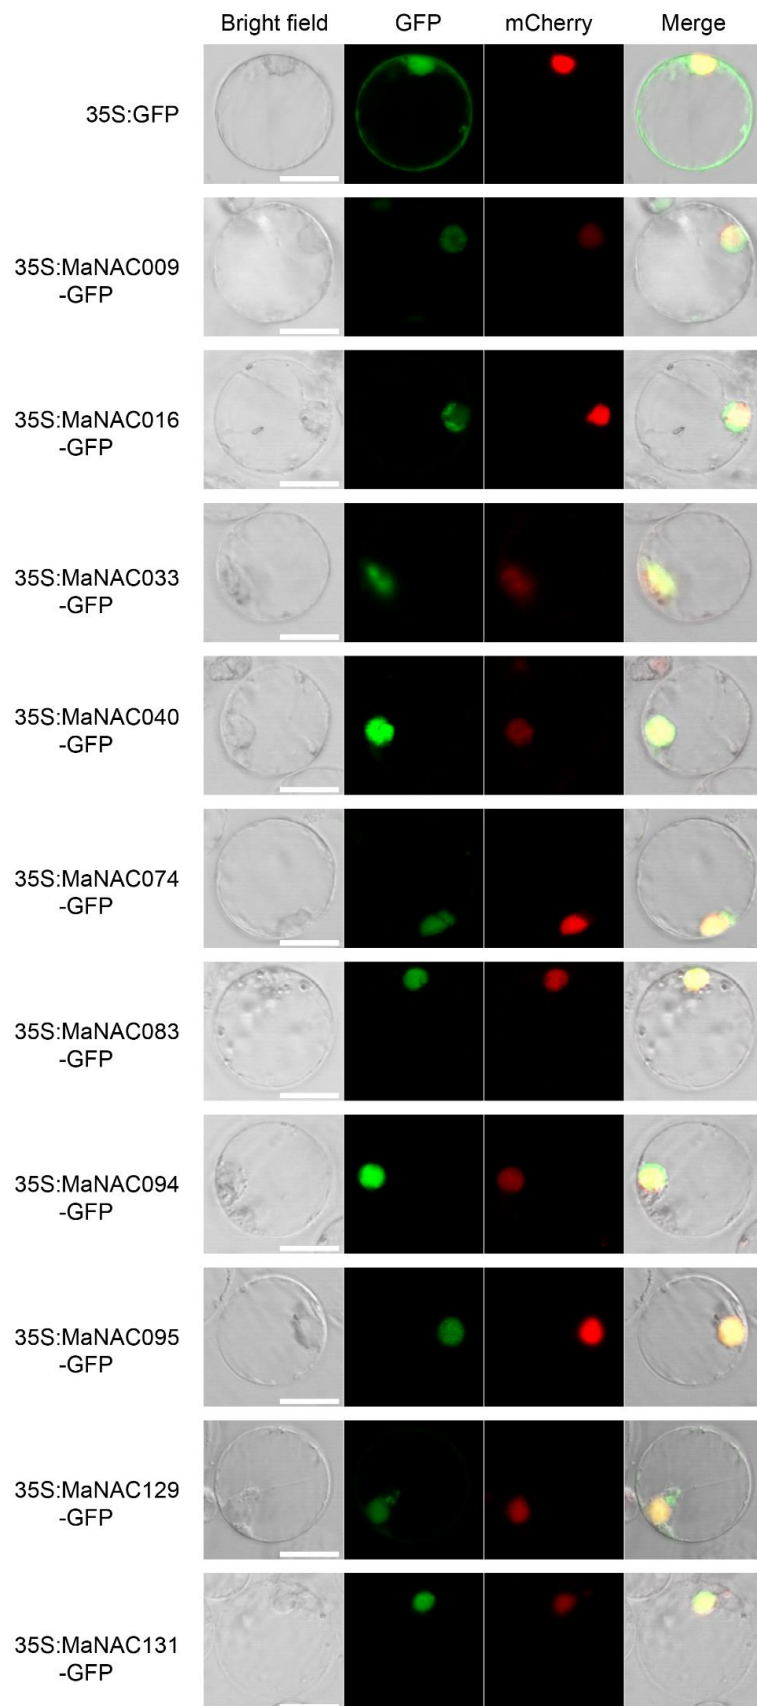 Bright field GFP mCherry Merge
35S:GFP
35S:MaNAC009
-GFP
35S:MaNAC016
-GFP
35S:MaNAC033
-GFP
35S:MaNAC040
-GFP
35S:MaNAC074
-GFP
35S:MaNAC083
-GFP
35S:MaNAC094
-GFP
35S:MaNAC095
-GFP
35S:MaNAC129
-GFP
35S:MaNAC131
-GFP